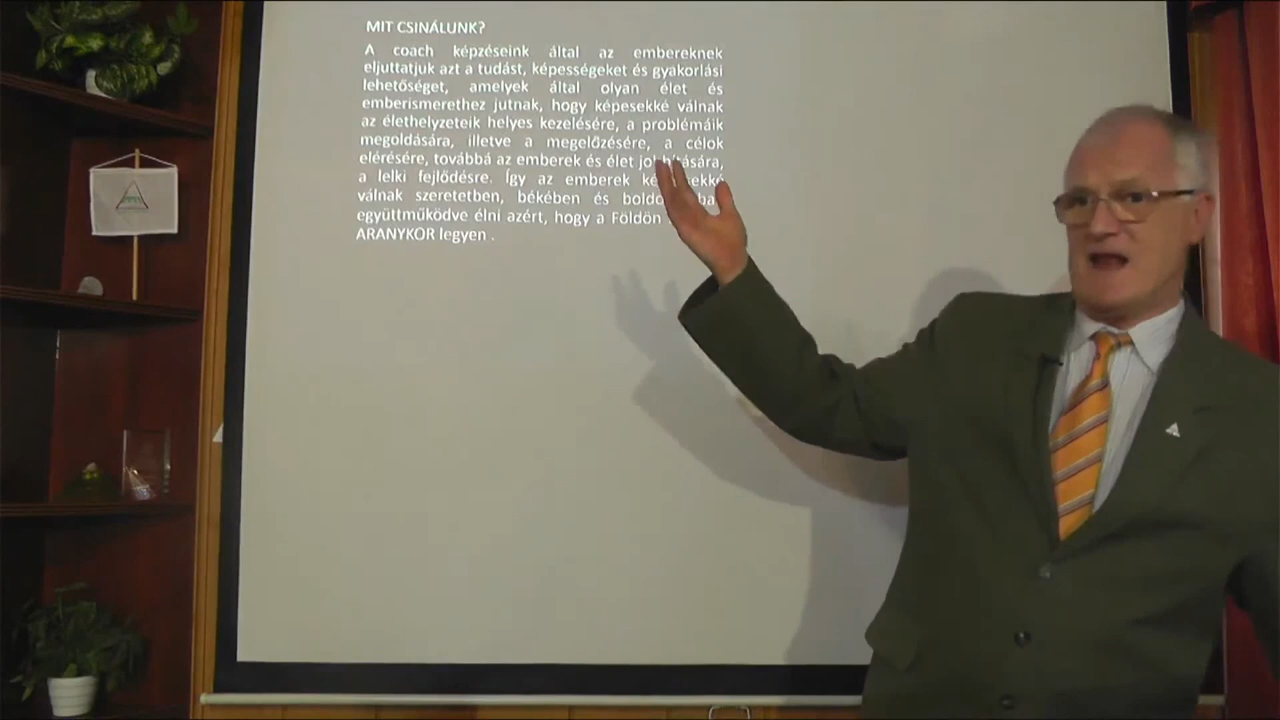 MIT CSINÁLUNK?
A coach képzéseink által az embereknek
eljuttatjuk azt a tudást, képességeket és gyakorlási
lehetőséget, amelyek által olyan élet és
emberismerethez jutnak, hogy képesekké válnak
az élethelyzeteik helyes kezelésére, a problémáik
megoldására, illetve a megelőzésére, a célok
elérésére, továbbá az emberek és élet jobbítására,
a lelki fejlődésre. Így az emberek képesekké
válnak szeretetben, békében és
együttműködve élni azért, hogy a Földön
ARANYKOR legyen .